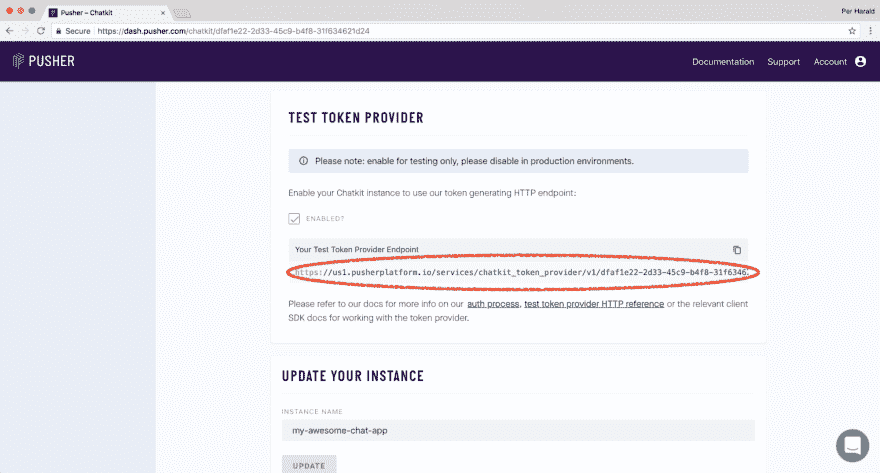 Pusher – Chatkit
Per Harald
Secure https://dash.pusher.com/chatkit/dfaf1e22-2d33-45c9-b4f8-31f634621d24
PUSHER
Documentation Support Account
TEST TOKEN PROVIDER
Please note: enable for testing only, please disable in production environments.
Enable your Chatkit instance to use our token generating HTTP endpoint:
ENABLED?
Your Test Token Provider Endpoint
https://us1.pusherplatform.io/services/chatkit_token_provider/v1/dfaf1e22-2d33-45c9-b4f8-31f6346
Please refer to our docs for more info on our auth process, test token provider HTTP reference or the relevant client
SDK docs for working with the token provider.
UPDATE YOUR INSTANCE
INSTANCE NAME
my-awesome-chat-app
UPDATE